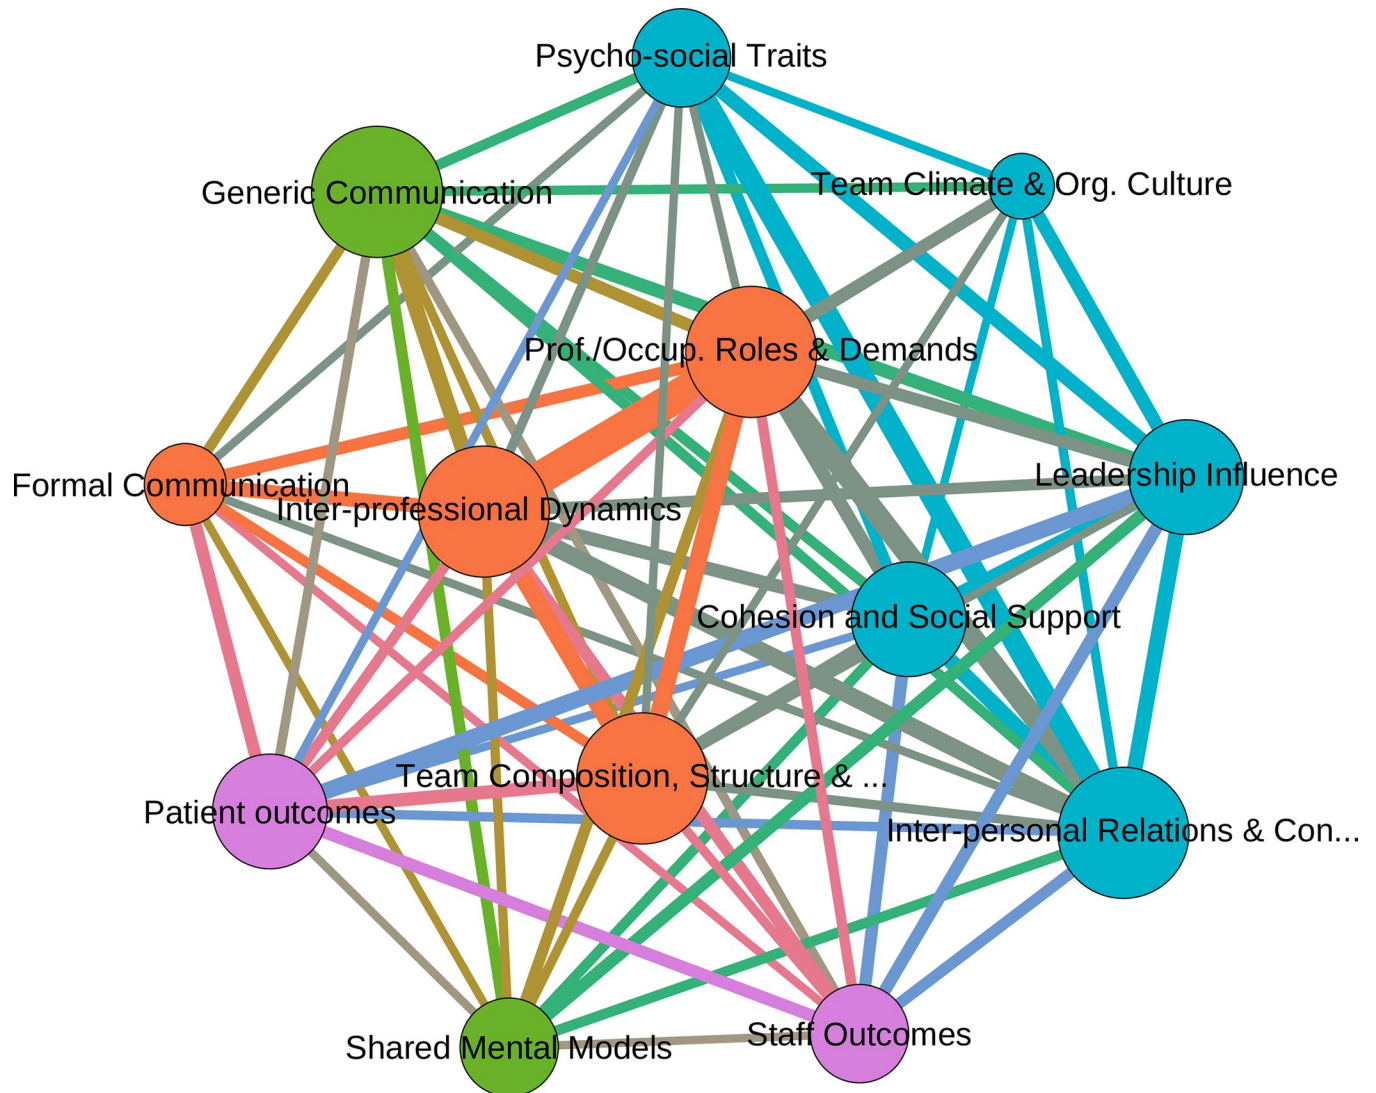 Psycho-social Traits
Team Climate & Org. Culture
Generic Communication
Prof./Occup. Roles & Demands
Leadership Influence
Formal Communication
Inter-professional Dynamics
Cohesion and Social Support
Team Composition, Structure & ...
Patient outcomes
Inter-personal Relations & Con...
Staff Outcomes
Shared Mental Models